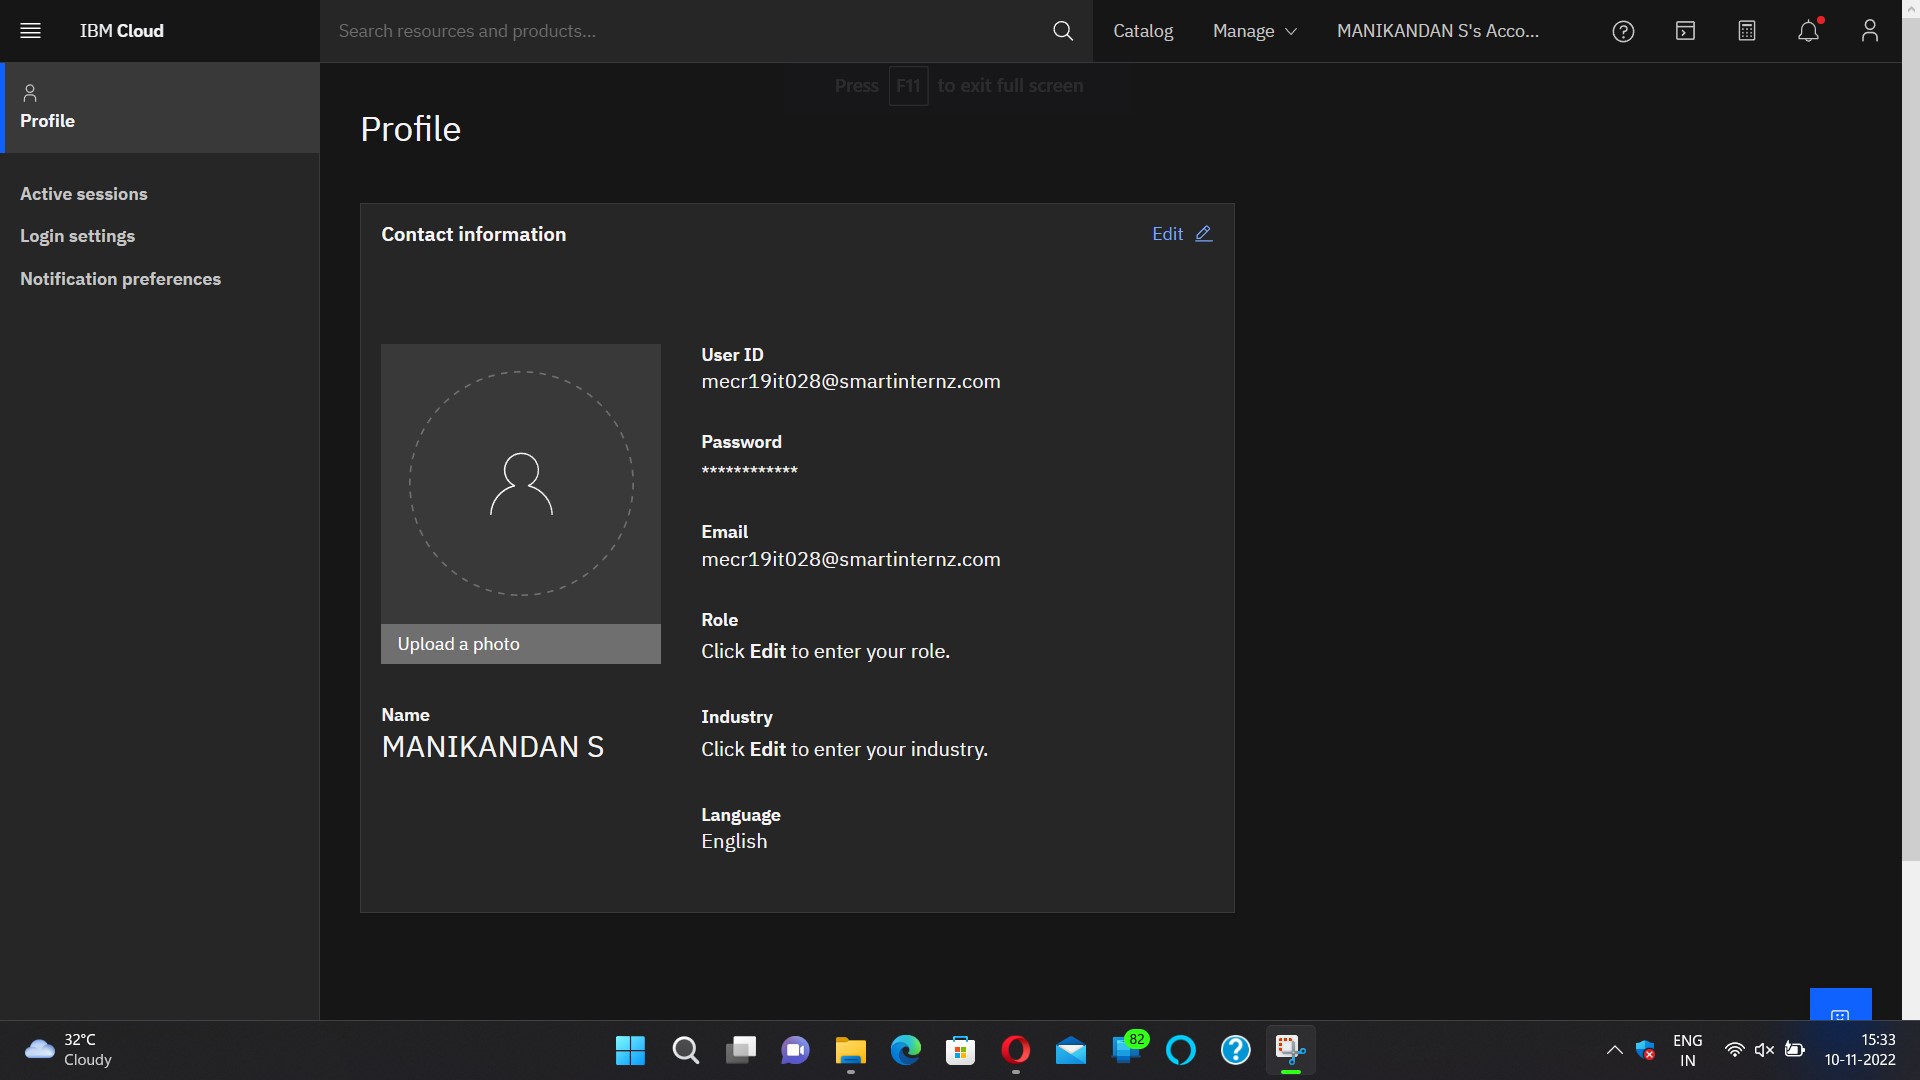 IBM Cloud
Search resources and products...
Catalog
Manage
MANIKANDAN S's Acco...
Press F11 to exit full screen
Profile
Active sessions
Login settings
Notification preferences
Profile
Contact information
Edit
Upload a photo
Name
MANIKANDAN S
User ID
mecr19it028@smartinternz.com
Password
************
Email
mecr19it028@smartinternz.com
Role
Click Edit to enter your role.
Industry
Click Edit to enter your industry.
Language
English
32°C
Cloudy
82
ENG
IN
15:33
10-11-2022